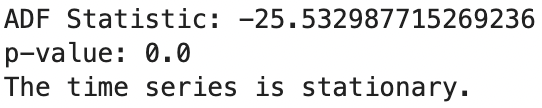 ADF Statistic: -25.532987715269236
p-value: 0.0
The time series is stationary.